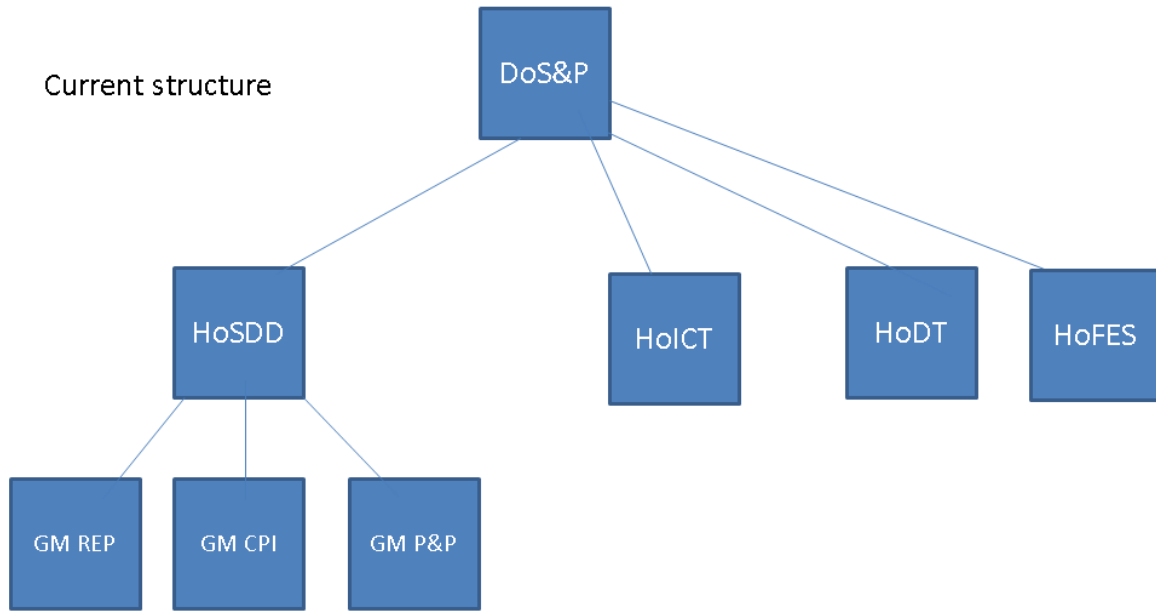 Current structure
DoS&P
HoSDD
HoICT
HoDT
HoFES
GM REP
GM CPI
GM P&P